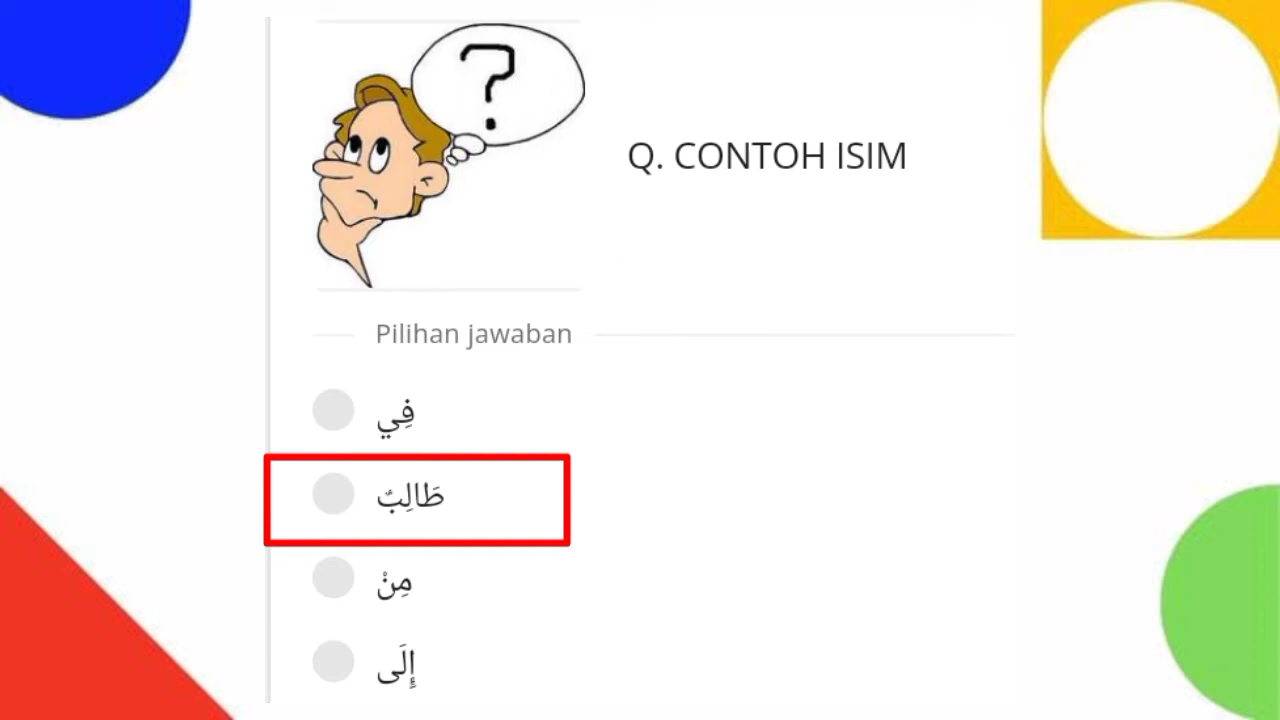 ?
Q. CONTOH ISIM
Pilihan jawaban
فِي
طَالِبٌ
مِنْ
إِلَى